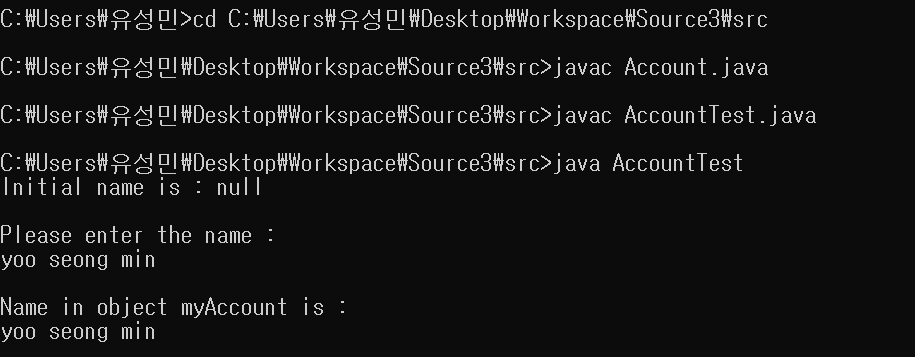 C:₩Users₩유성민>cd C:₩Users₩유성민₩Desktop₩Workspace₩Source3₩src
C:₩Users₩유성민₩Desktop₩Workspace₩Source3₩src>javac Account.java
C:₩Users₩유성민₩Desktop₩Workspace₩Source3₩src>javac AccountTest.java
C:₩Users₩유성민₩Desktop₩Workspace₩Source3₩src>java AccountTest
Initial name is : null
Please enter the name :
yoo seong min
Name in object myAccount is :
yoo seong min